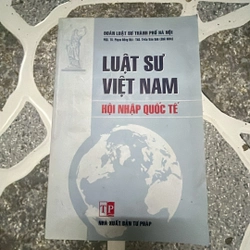 ĐOÀN LUẬT SƯ THÀNH PHỐ HÀ NỘI
LUẬT SƯ
VIỆT NAM
HỘI NHẬP QUỐC TẾ
TP
NHÀ XUẤT BẢN TƯ PHÁP